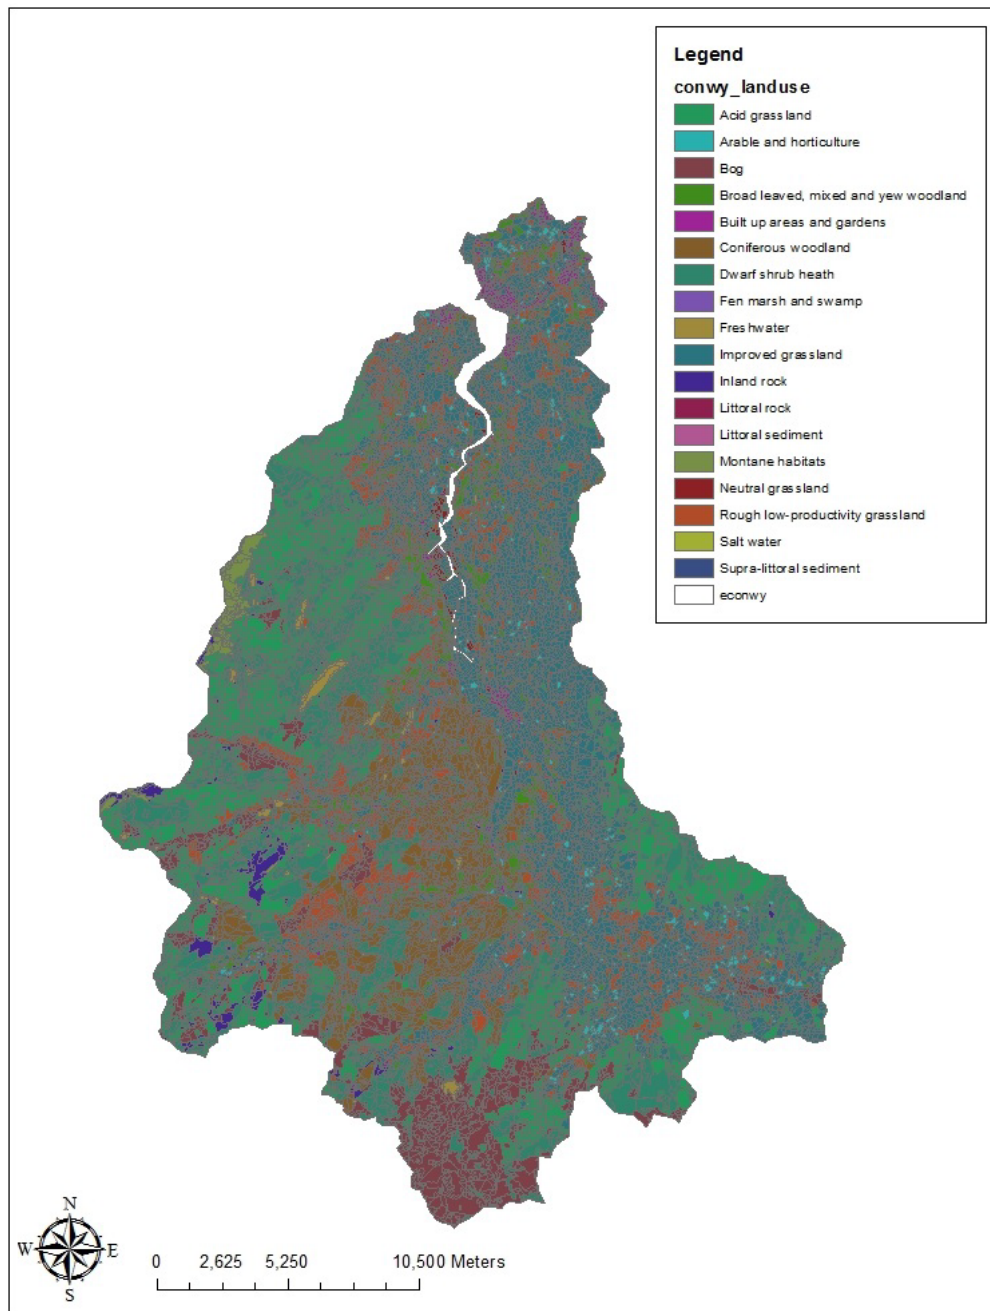 Legend
conwy_landuse
Acid grassland
Arable and horticulture
Bog
Broad leaved, mixed and yew woodland
Built up areas and gardens
Coniferous woodland
Dwarf shrub heath
Fen marsh and swamp
Freshwater
Improved grassland
Inland rock
Littoral rock
Littoral sediment
Montane habitats
Neutral grassland
Rough low-productivity grassland
Salt water
Supra-littoral sediment
econwy
N
W E
S
0 2,625 5,250 10,500 Meters